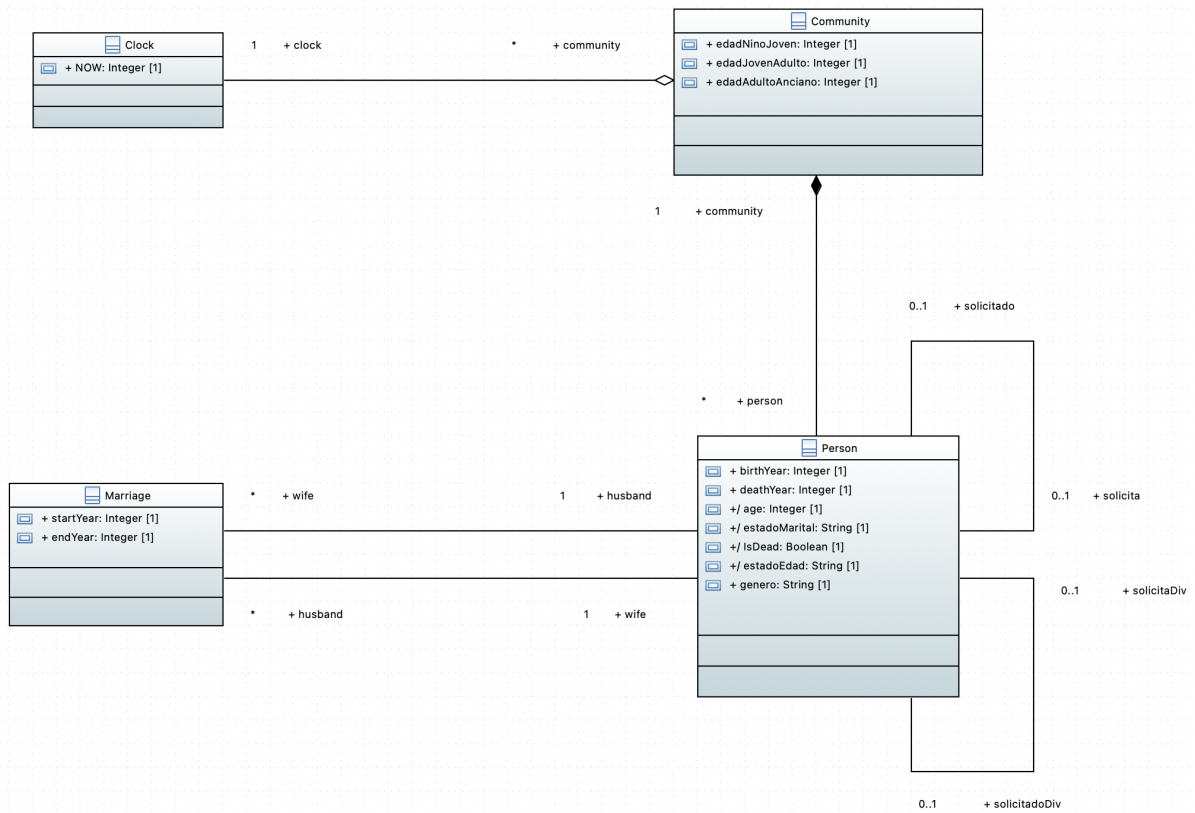 Clock
+ NOW: Integer [1]
1 + clock
* + community
Community
+ edadNinoJoven: Integer [1]
+ edadJovenAdulto: Integer [1]
+ edadAdultoAnciano: Integer [1]
1 + community
0..1 + solicitado
* + person
Person
+ birthYear: Integer [1]
+ deathYear: Integer [1]
+/ age: Integer [1]
+/ estadoMarital: String [1]
+/ IsDead: Boolean [1]
+/ estadoEdad: String [1]
+ genero: String [1]
0..1 + solicita
Marriage
+ startYear: Integer [1]
+ endYear: Integer [1]
* + wife
1 + husband
* + husband
1 + wife
0..1 + solicitaDiv
0..1 + solicitadoDiv